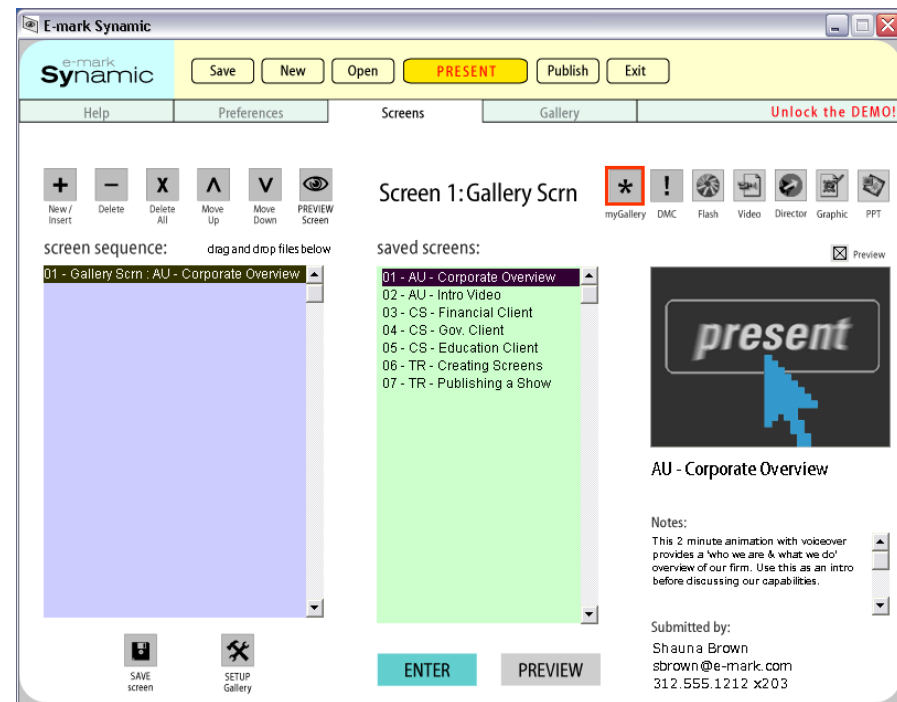 E-mark Synamic
e-mark
Synamic
Save New Open PRESENT Publish Exit
Help Preferences Screens Gallery Unlock the DEMO!
+ – X ʌ v
New / Insert
Delete
Delete All
Move Up
Move Down
PREVIEW Screen
Screen 1: Gallery Scrn
* !
myGallery DMC Flash Video Director Graphic PPT
screen sequence: drag and drop files below
saved screens:
Preview
01 - Gallery Scrn : AU - Corporate Overview
01 - AU - Corporate Overview
02 - AU - Intro Video
03 - CS - Financial Client
04 - CS - Gov. Client
05 - CS - Education Client
06 - TR - Creating Screens
07 - TR - Publishing a Show
present
AU - Corporate Overview
Notes:
This 2 minute animation with voiceover
provides a 'who we are & what we do'
overview of our firm. Use this as an intro
before discussing our capabilities.
Submitted by:
Shauna Brown
sbrown@e-mark.com
312.555.1212 x203
SAVE
screen
SETUP
Gallery
ENTER PREVIEW